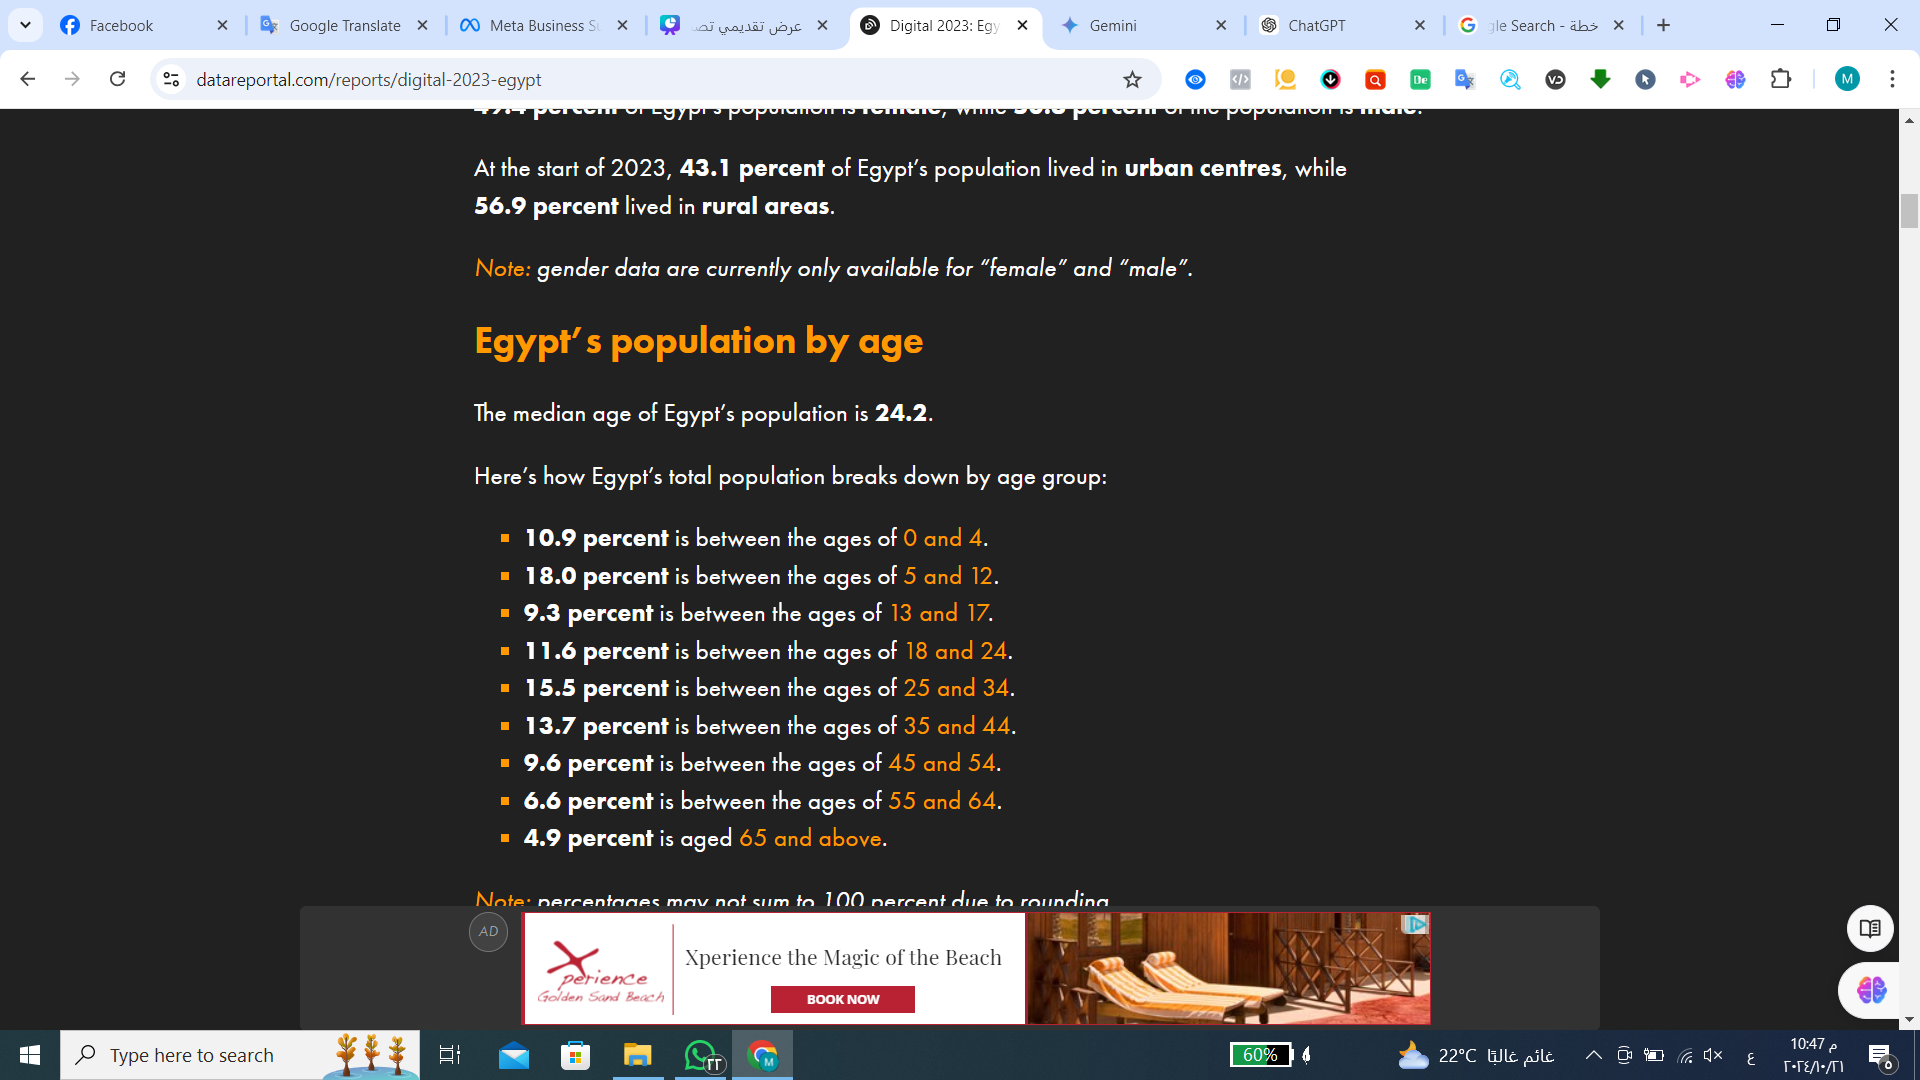 Facebook
Google Translate
Meta Business Su
عرض تقديمي تصـ
Digital 2023: Egy
Gemini
ChatGPT
خطة - gle Search
datareportal.com/reports/digital-2023-egypt
49.4 percent of Egypt's population is female, while 50.6 percent of the population is male.
At the start of 2023, 43.1 percent of Egypt's population lived in urban centres, while
56.9 percent lived in rural areas.
Note: gender data are currently only available for “female” and “male”.
Egypt's population by age
The median age of Egypt's population is 24.2.
Here's how Egypt's total population breaks down by age group:
10.9 percent is between the ages of 0 and 4.
18.0 percent is between the ages of 5 and 12.
9.3 percent is between the ages of 13 and 17.
11.6 percent is between the ages of 18 and 24.
15.5 percent is between the ages of 25 and 34.
13.7 percent is between the ages of 35 and 44.
9.6 percent is between the ages of 45 and 54.
6.6 percent is between the ages of 55 and 64.
4.9 percent is aged 65 and above.
Note: percentages may not sum to 100 percent due to rounding
AD
Xperience
Golden Sand Beach
Xperience the Magic of the Beach
BOOK NOW
Type here to search
٢٣
60%
22°C غائم غالبًا
ع
10:47 م
٢٠٢٤/١٠/٢١
٥